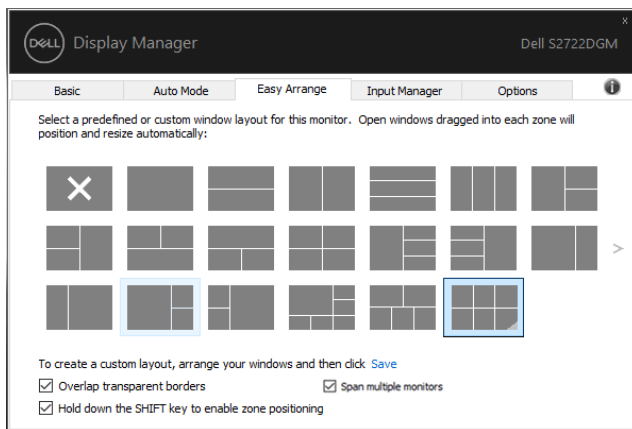 x
DELL Display Manager Dell S2722DGM
Basic Auto Mode Easy Arrange Input Manager Options i
Select a predefined or custom window layout for this monitor. Open windows dragged into each zone will
position and resize automatically:
>
To create a custom layout, arrange your windows and then click Save
Overlap transparent borders Span multiple monitors
Hold down the SHIFT key to enable zone positioning